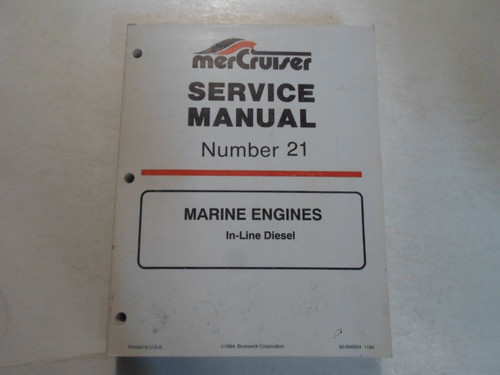 merCruiser
SERVICE
MANUAL
Number 21
MARINE ENGINES
In-Line Diesel
Printed in U.S.A.
©1994, Brunswick Corporation